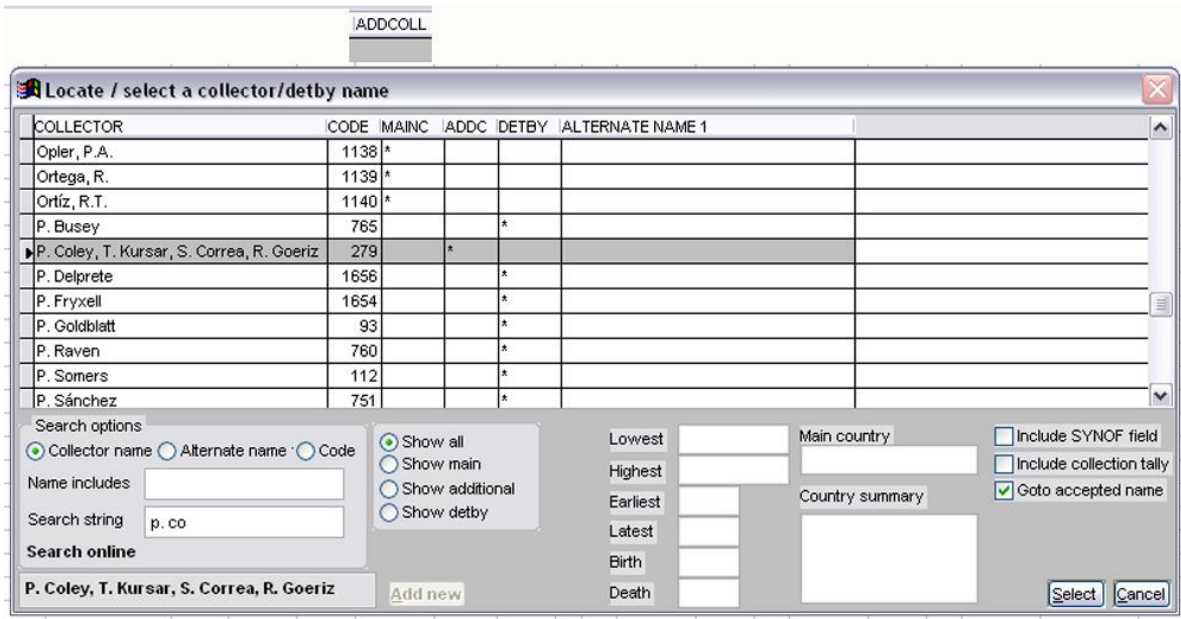 ADDCOLL
Locate / select a collector/detby name
COLLECTOR CODE MAINC ADDC DETBY ALTERNATE NAME 1
Opler, P.A. 1138 *
Ortega, R. 1139 *
Ortíz, R.T. 1140 *
P. Busey 765 *
P. Coley, T. Kursar, S. Correa, R. Goeriz 279 *
P. Delprete 1656 *
P. Fryxell 1654 *
P. Goldblatt 93 *
P. Raven 760 *
P. Somers 112 *
P. Sánchez 751 *
Search options
Collector name Alternate name Code
Name includes
Search string p. co
Search online
P. Coley, T. Kursar, S. Correa, R. Goeriz
Show all
Show main
Show additional
Show detby
Add new
Lowest
Highest
Earliest
Latest
Birth
Death
Main country
Country summary
Include SYNOF field
Include collection tally
Goto accepted name
Select Cancel